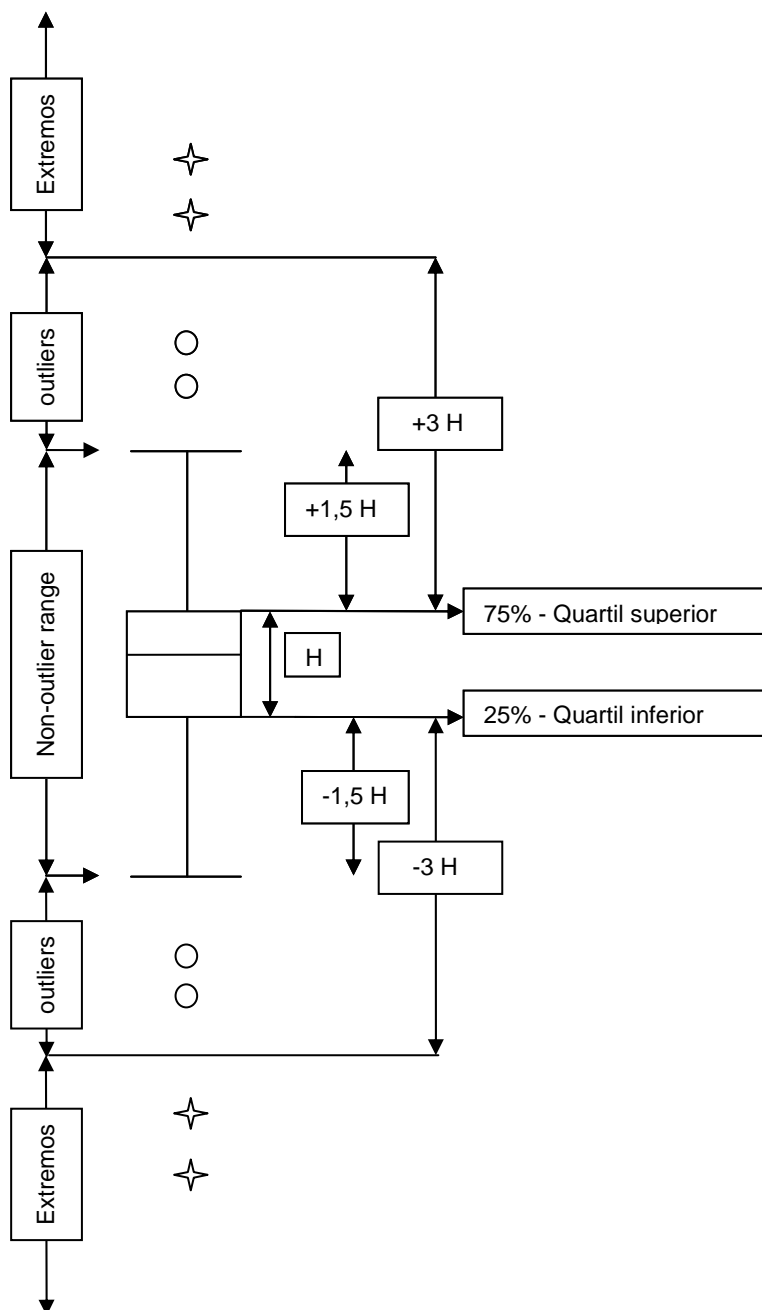 Extremos
outliers
+3 H
+1,5 H
Non-outlier range
75% - Quartil superior
H
25% - Quartil inferior
-1,5 H
-3 H
outliers
Extremos